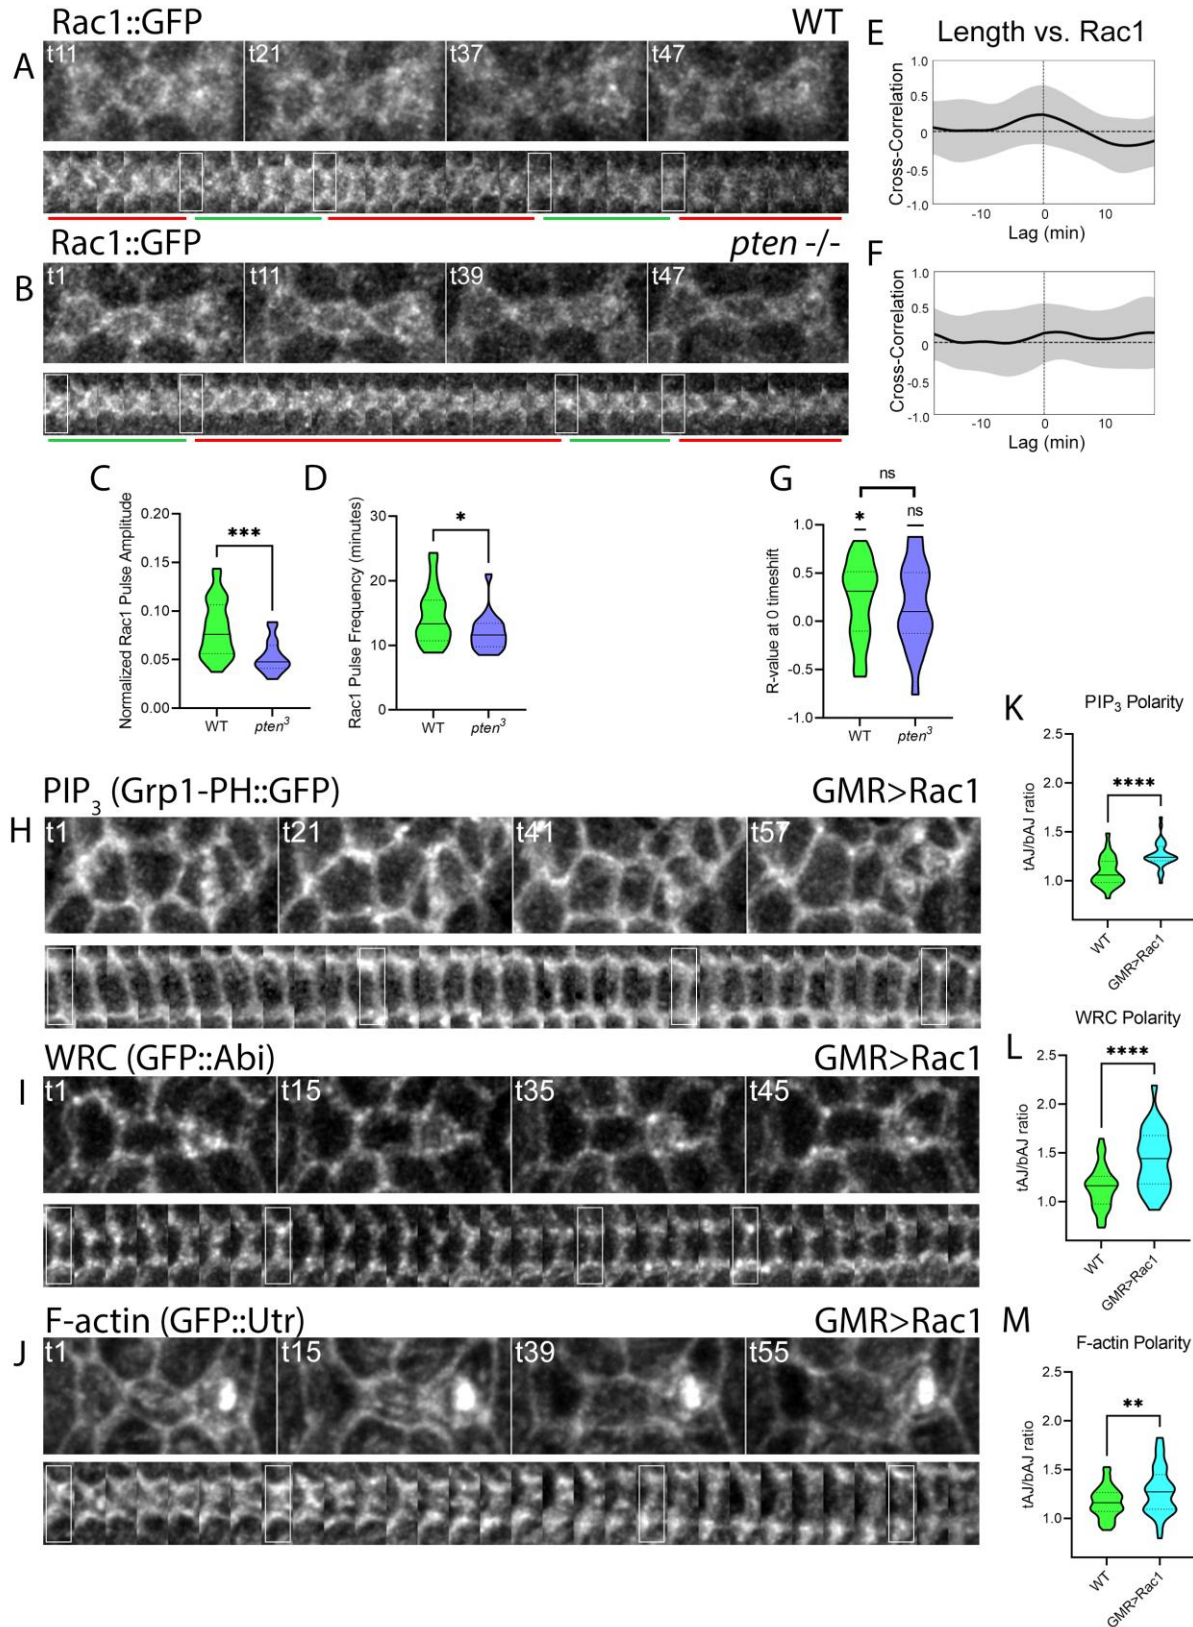 Rac1::GFP WT
A
t11 t21 t37 t47
Rac1::GFP pten -/-
B
t1 t11 t39 t47
E
Length vs. Rac1
Cross-Correlation
1.0
0.5
0
-0.5
-1.0
-10 0 10
Lag (min)
F
Cross-Correlation
1.0
0.5
0
-0.5
-1.0
-10 0 10
Lag (min)
C
Normalized Rac1 Pulse Amplitude
0.20
0.15
0.10
0.05
0.00
***
WT pten³
D
Rac1 Pulse Frequency (minutes)
30
20
10
0
*
WT pten³
G
R-value at 0 timeshift
1.0
0.5
0.0
-0.5
-1.0
ns
* ns
WT pten³
PIP₃ (Grp1-PH::GFP) GMR>Rac1
H
t1 t21 t41 t57
WRC (GFP::Abi) GMR>Rac1
I
t1 t15 t35 t45
F-actin (GFP::Utr) GMR>Rac1
J
t1 t15 t39 t55
K
PIP₃ Polarity
tAJ/bAJ ratio
2.5
2.0
1.5
1.0
****
WT GMR>Rac1
L
WRC Polarity
tAJ/bAJ ratio
2.5
2.0
1.5
1.0
****
WT GMR>Rac1
M
F-actin Polarity
tAJ/bAJ ratio
2.5
2.0
1.5
1.0
**
WT GMR>Rac1